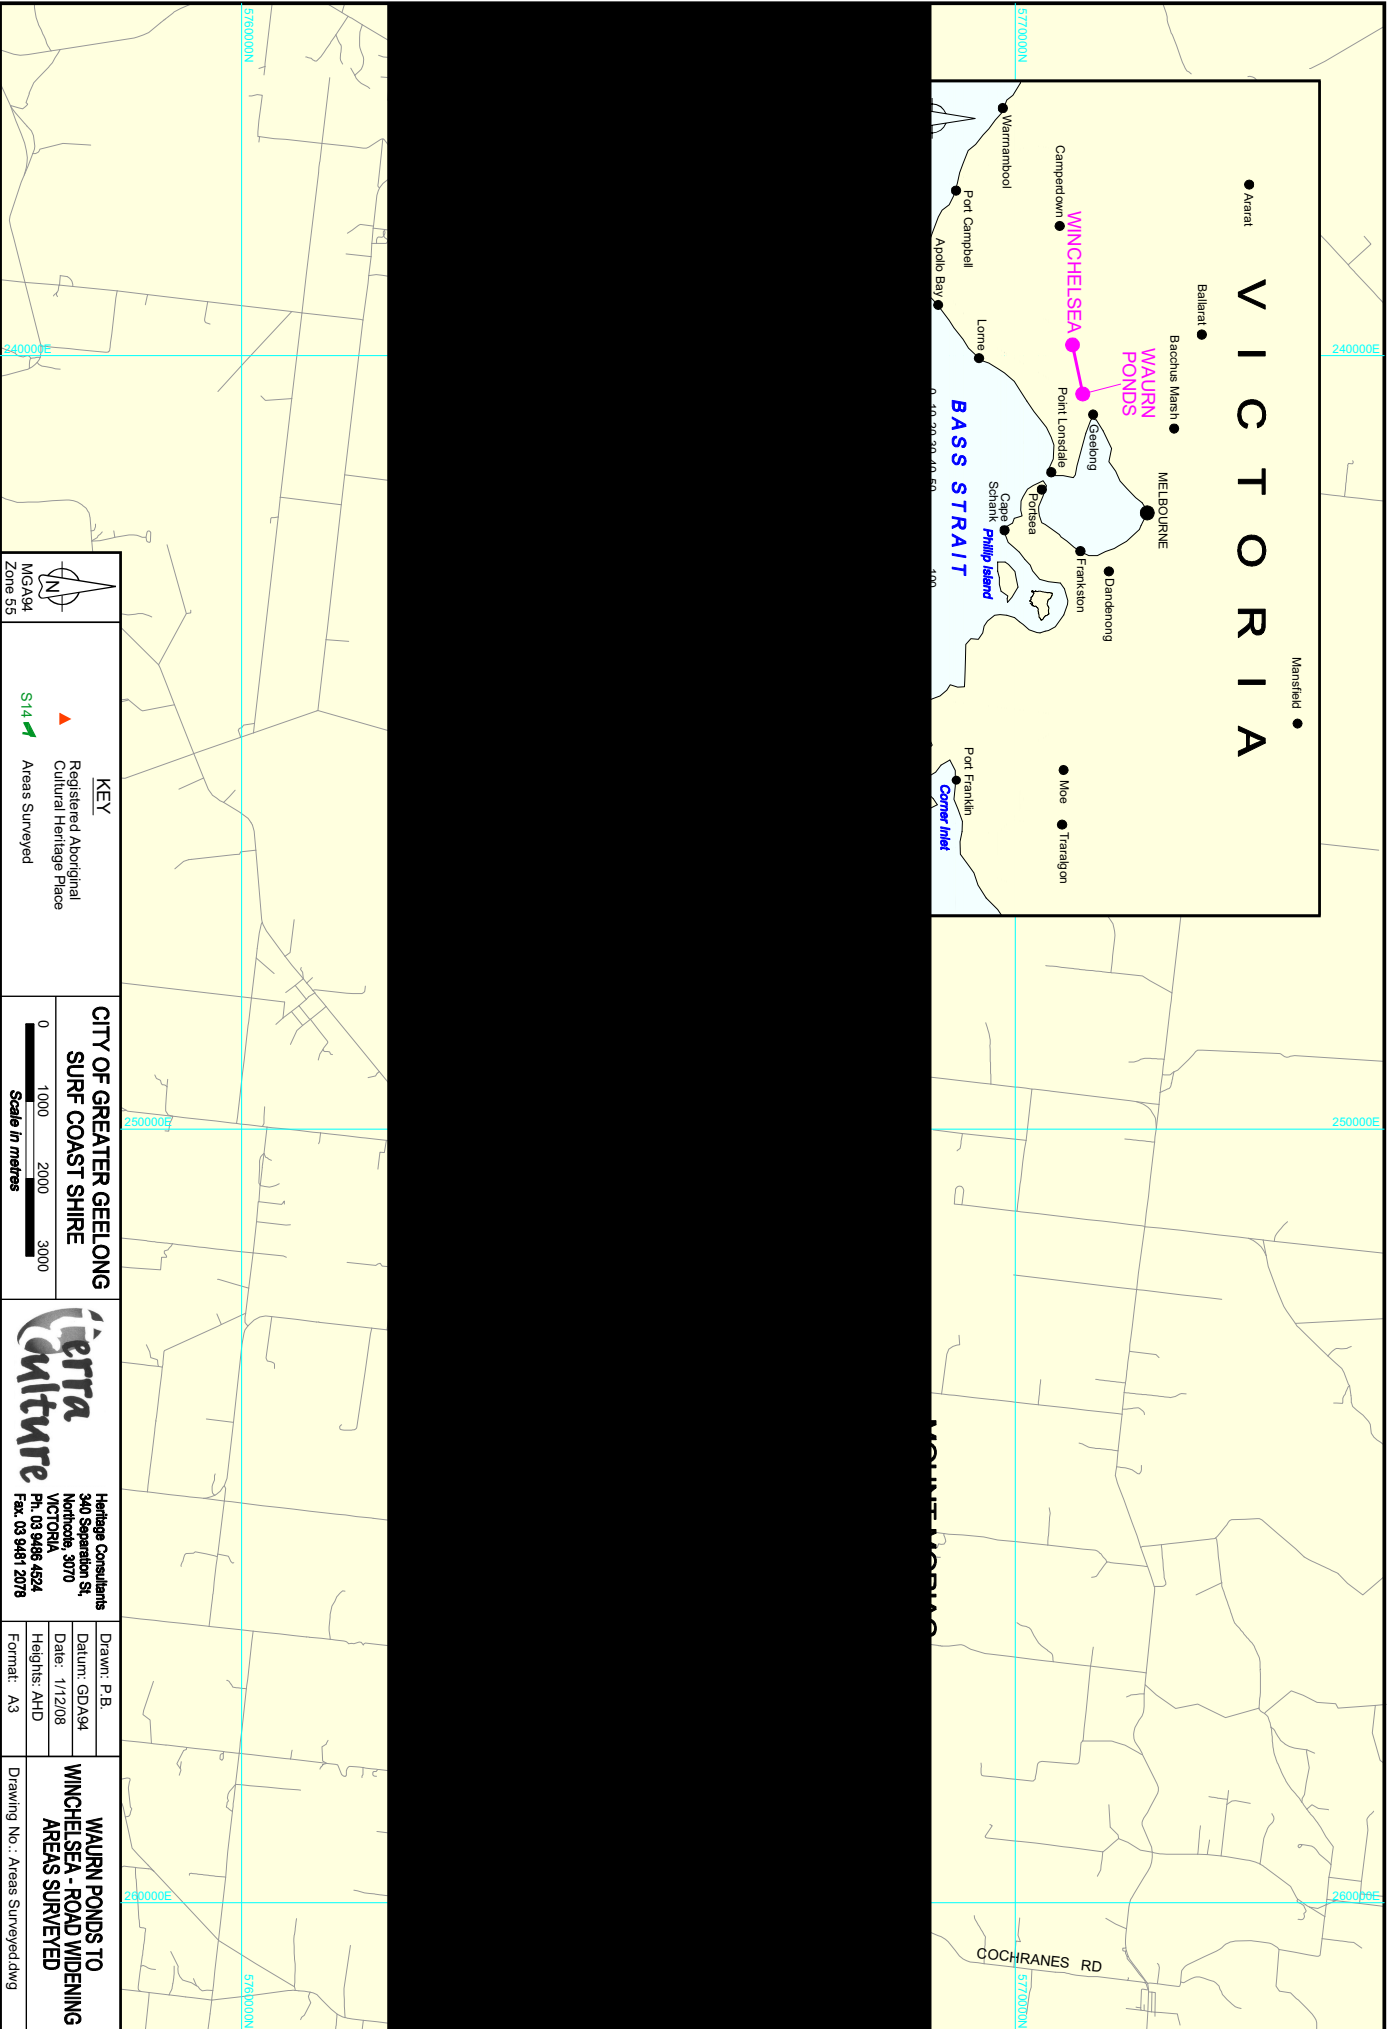 5760000N
5770000N
240000E
240000E
250000E
250000E
260000E
260000E
5760000N
5770000N
V I C T O R I A
Mansfield
Ararat
Ballarat
Bacchus Marsh
MELBOURNE
WAURN
PONDS
Dandenong
Geelong
Frankston
WINCHELSEA
Camperdown
Point Lonsdale
Portsea
Moe
Traralgon
Warrnambool
Cape
Schank
Phillip Island
Lorne
Port Campbell
Port Franklin
BASS STRAIT
Apollo Bay
Corner Inlet
COCHRANES RD
N
MGA94
Zone 55
KEY
Registered Aboriginal
Cultural Heritage Place
S14
Areas Surveyed
CITY OF GREATER GEELONG
SURF COAST SHIRE
0 1000 2000 3000
Scale in metres
Terra
Culture
Heritage Consultants
340 Separation St,
Northcote, 3070
VICTORIA
Ph. 03 9486 4524
Fax. 03 9481 2078
Drawn: P.B.
Datum: GDA94
Date: 1/12/08
Heights: AHD
Format: A3
WAURN PONDS TO
WINCHELSEA - ROAD WIDENING
AREAS SURVEYED
Drawing No.: Areas Surveyed.dwg